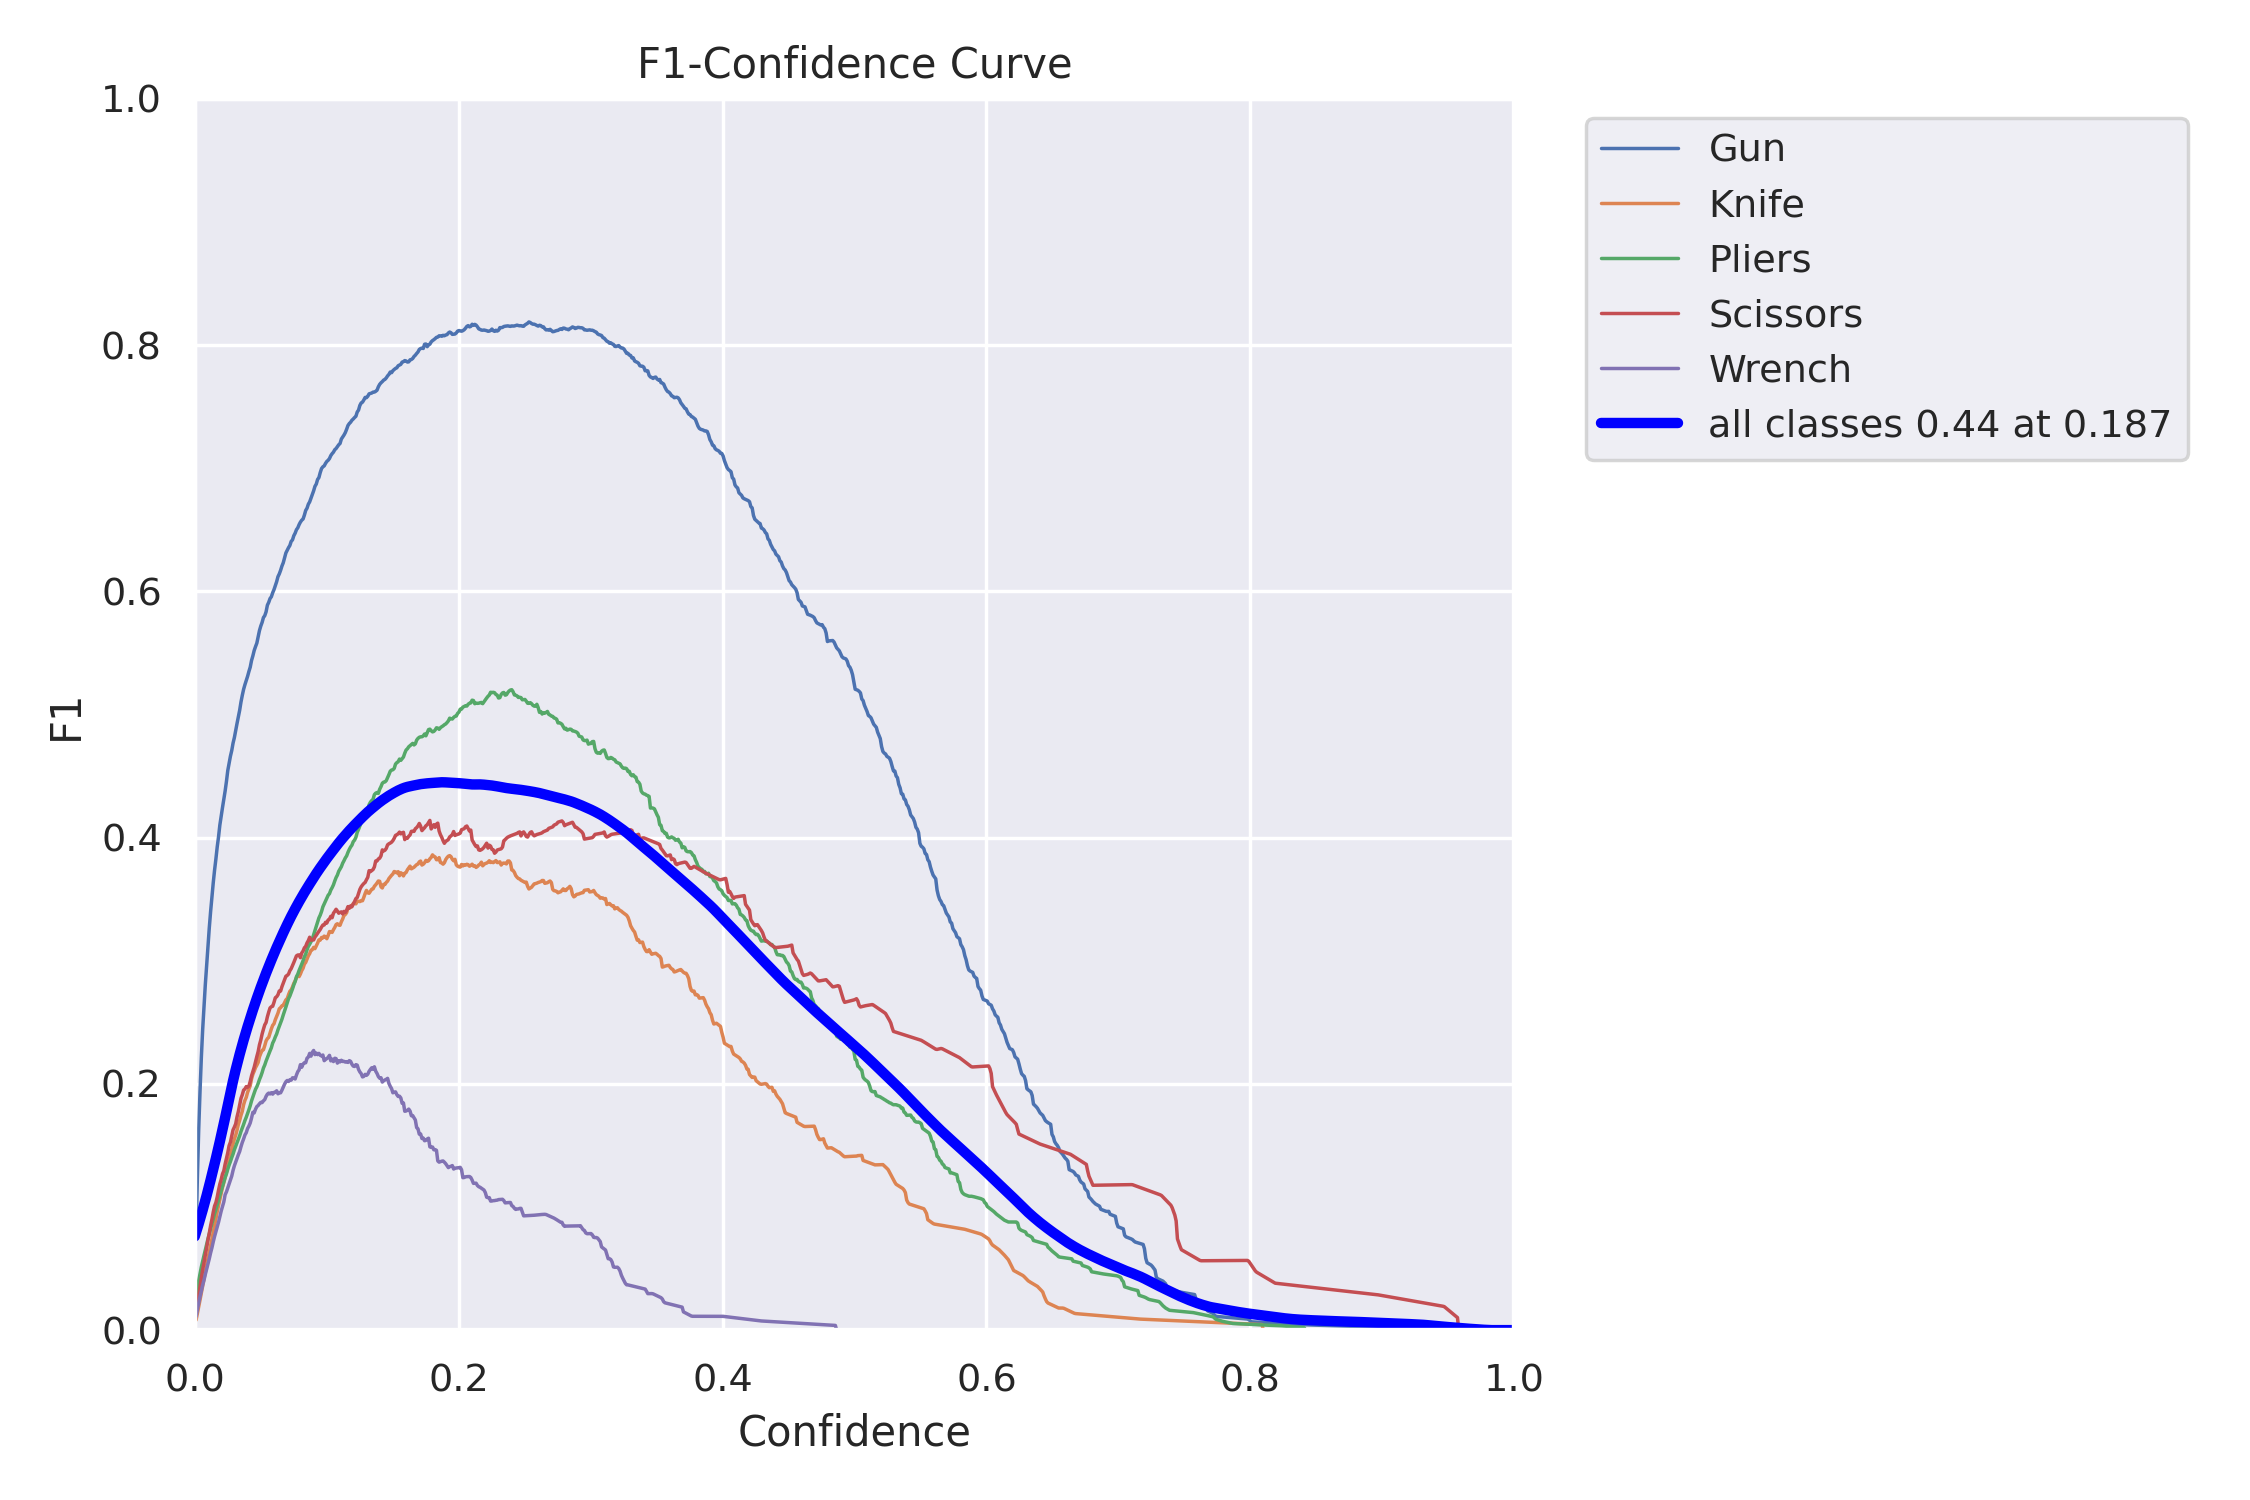 F1-Confidence Curve
1.0
0.8
0.6
0.4
0.2
0.0
F1
0.0 0.2 0.4 0.6 0.8 1.0
Confidence
Gun
Knife
Pliers
Scissors
Wrench
all classes 0.44 at 0.187